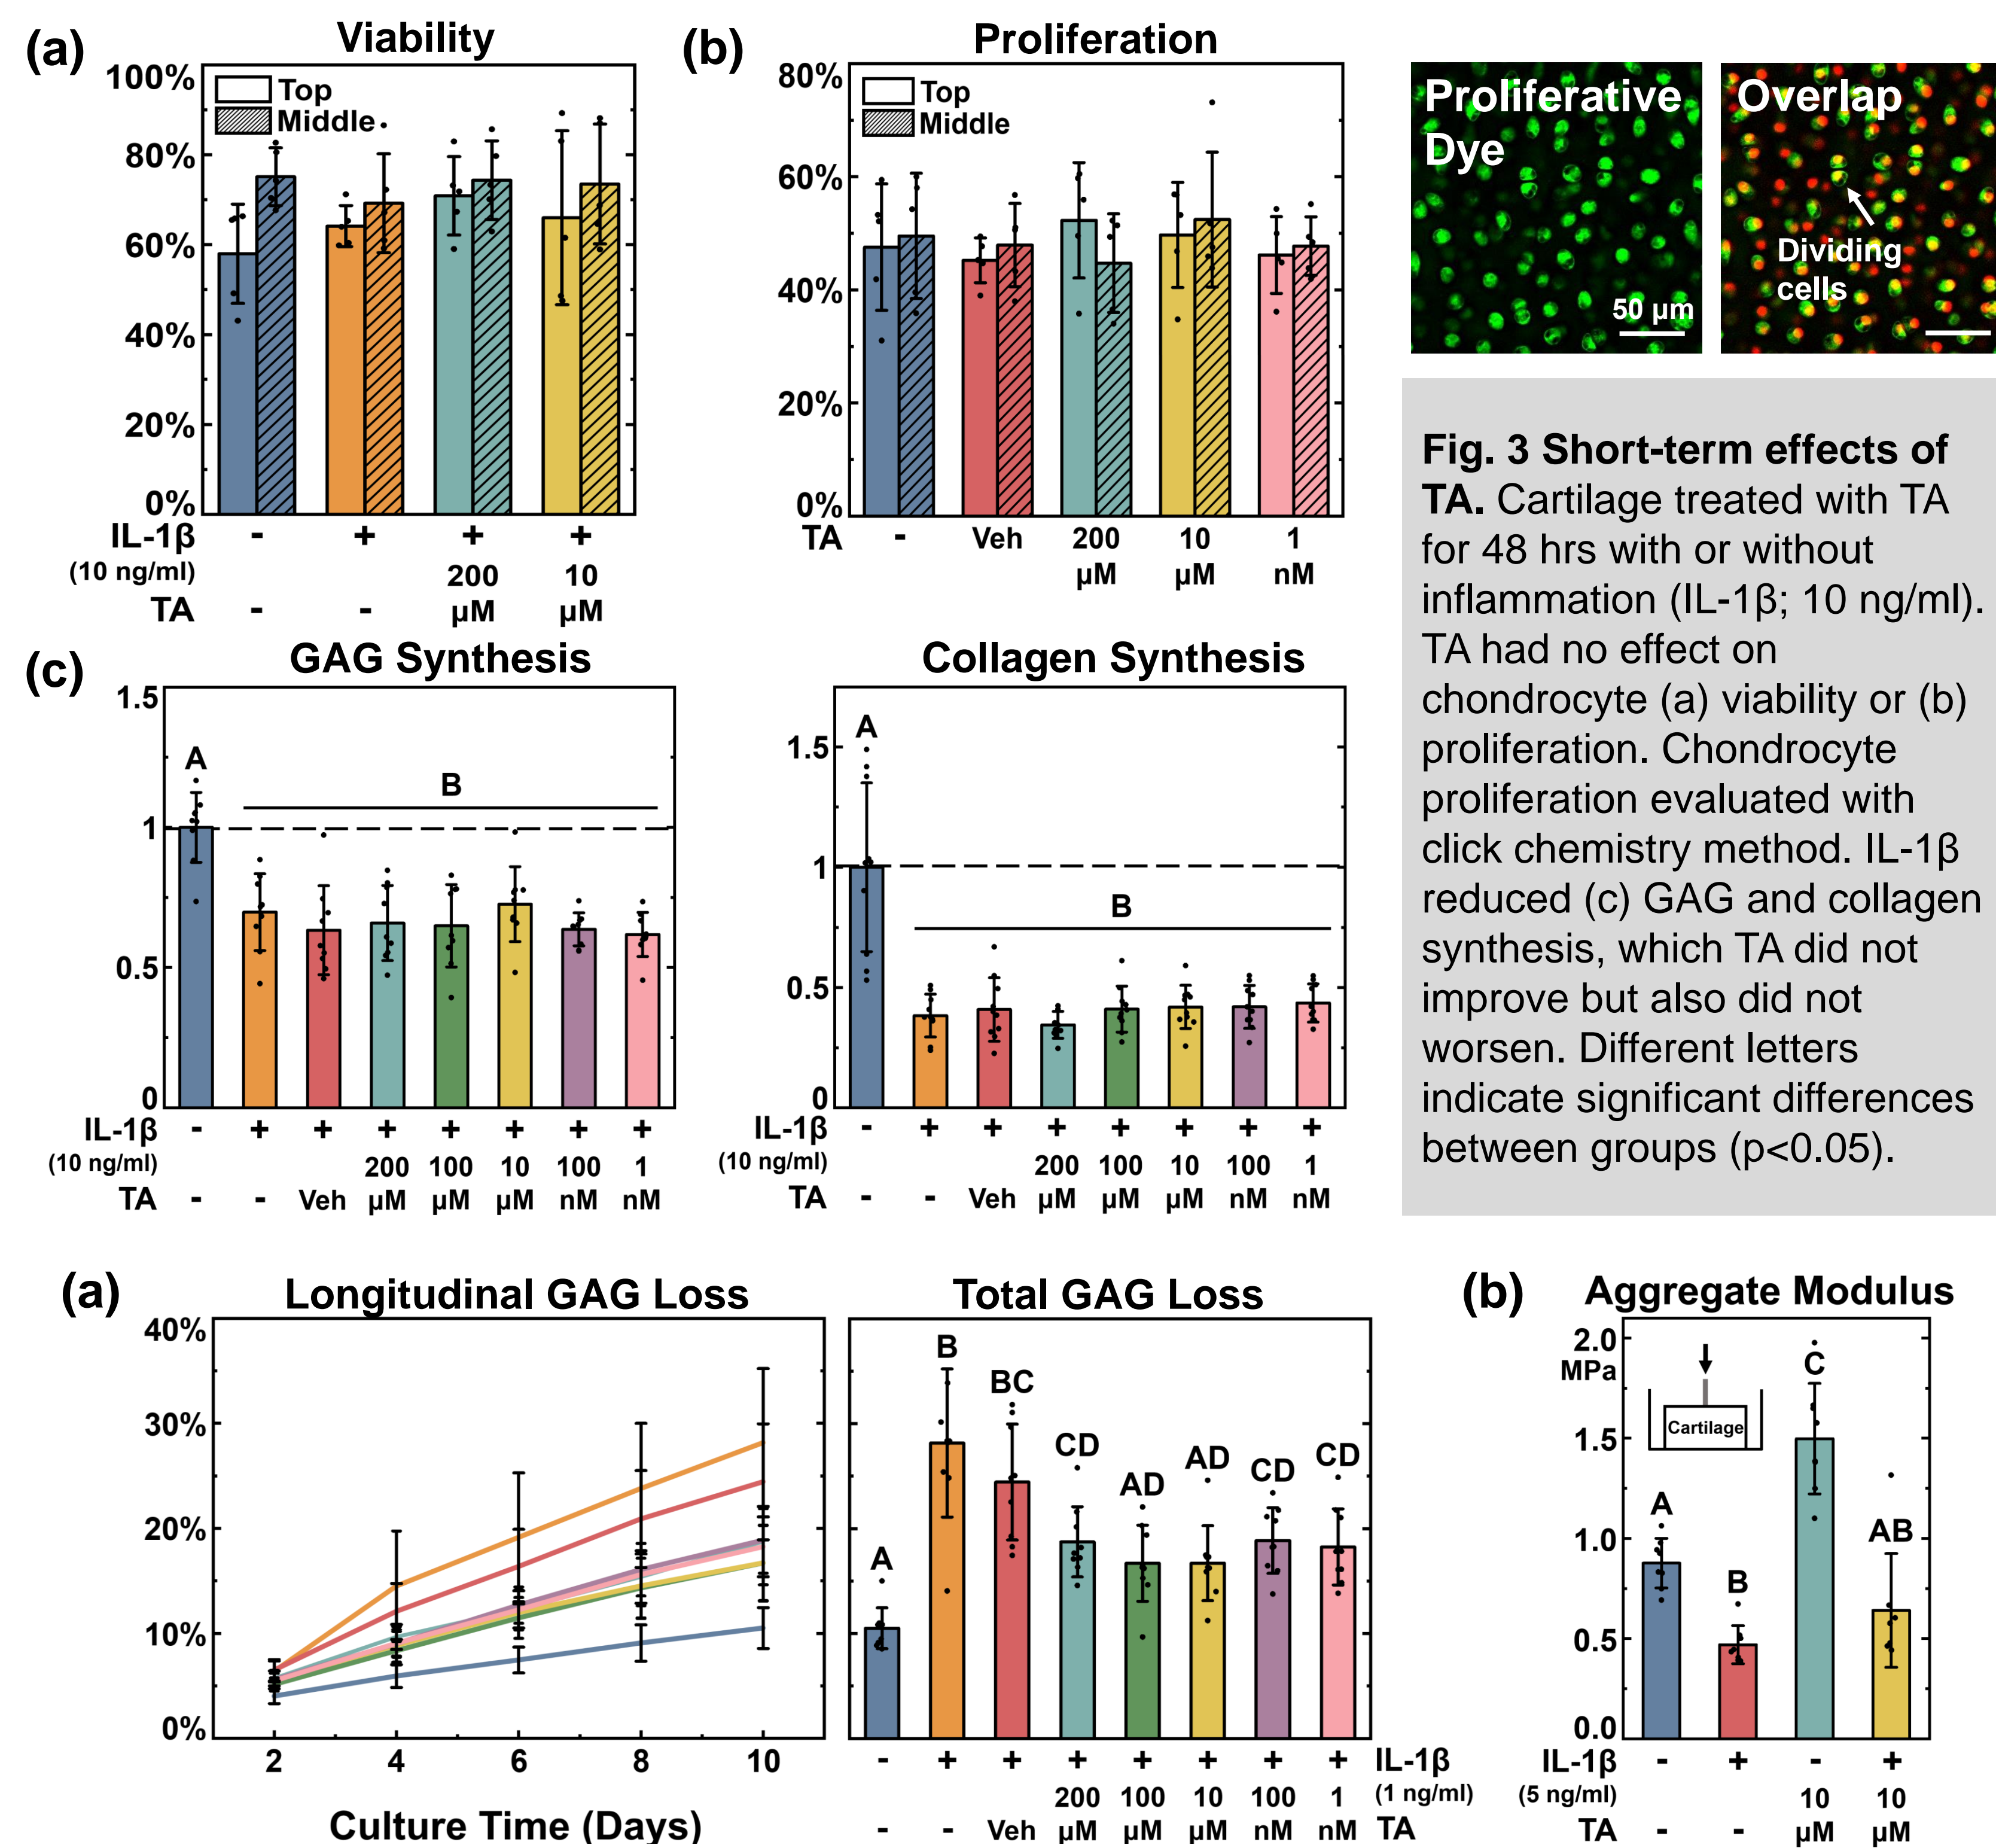 (a)
Viability
100%
80%
60%
40%
20%
0%
Top
Middle
IL-1β - + + +
(10 ng/ml) 200 10
TA - - µM µM
(b)
Proliferation
80%
60%
40%
20%
0%
Top
Middle
TA - Veh 200 10 1
µM µM nM
Proliferative
Dye
50 µm
Overlap
Dividing
cells
(c)
GAG Synthesis
1.5
1
0.5
0
A
B
IL-1β - + + + + + + +
(10 ng/ml) 200 100 10 100 1
TA - - Veh µM µM µM nM nM
Collagen Synthesis
1.5
1
0.5
0
A
B
IL-1β - + + + + + + +
(10 ng/ml) 200 100 10 100 1
TA - - Veh µM µM µM nM nM
Fig. 3 Short-term effects of
TA. Cartilage treated with TA
for 48 hrs with or without
inflammation (IL-1β; 10 ng/ml).
TA had no effect on
chondrocyte (a) viability or (b)
proliferation. Chondrocyte
proliferation evaluated with
click chemistry method. IL-1β
reduced (c) GAG and collagen
synthesis, which TA did not
improve but also did not
worsen. Different letters
indicate significant differences
between groups (p<0.05).
(a)
Longitudinal GAG Loss
40%
30%
20%
10%
0%
2 4 6 8 10
Culture Time (Days)
Total GAG Loss
A B BC CD AD AD CD CD
- + + + + + + + IL-1β
200 100 10 100 1 (1 ng/ml)
- - Veh µM µM µM nM nM TA
(b)
Aggregate Modulus
2.0
MPa
1.5
1.0
0.5
0.0
Cartilage
A B C AB
IL-1β - + - +
(5 ng/ml) 10 10
TA - - µM µM